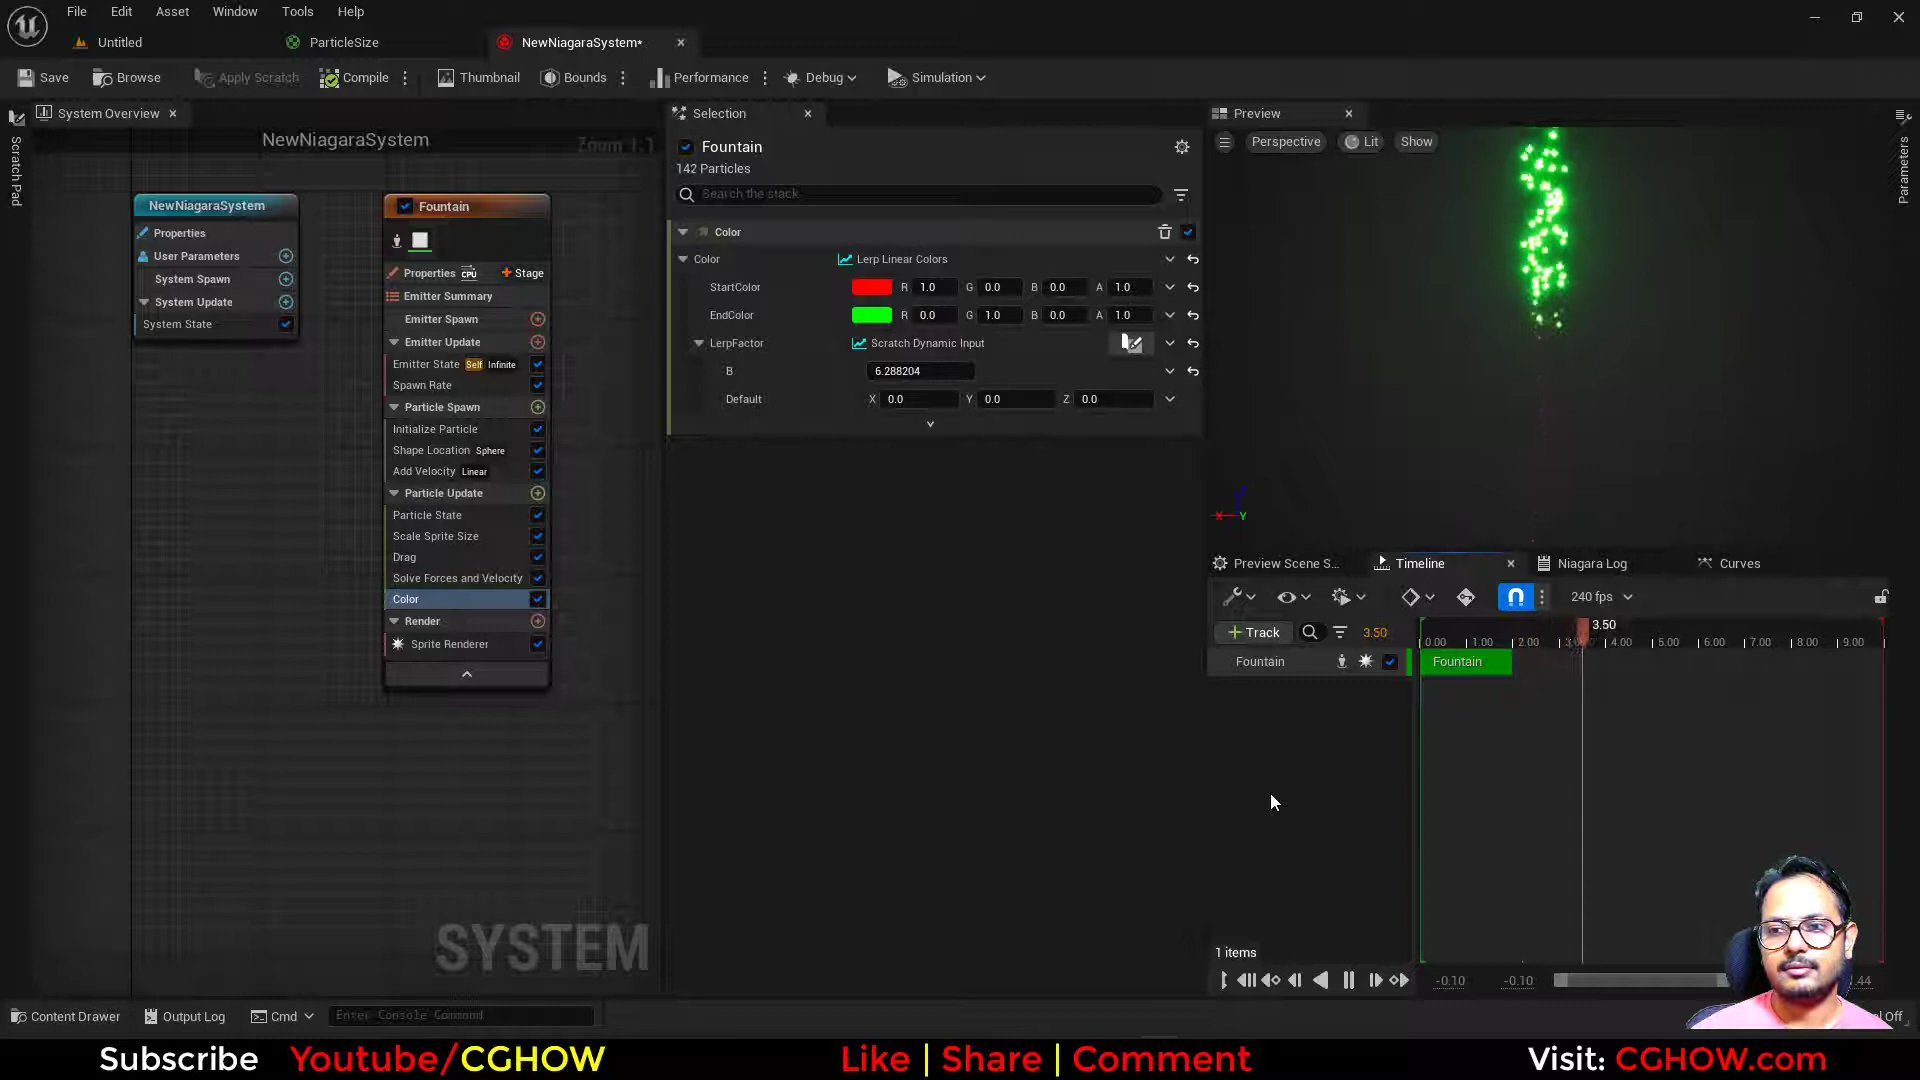 File Edit Asset Window Tools Help
Untitled ParticleSize NewNiagaraSystem*
Save Browse Apply Scratch Compile Thumbnail Bounds Performance Debug Simulation
Scratch Pad
System Overview
NewNiagaraSystem
Zoom 1:1
NewNiagaraSystem
Properties
User Parameters
System Spawn
System Update
System State
Fountain
Properties CPU Stage
Emitter Summary
Emitter Spawn
Emitter Update
Emitter State Self Infinite
Spawn Rate
Particle Spawn
Initialize Particle
Shape Location Sphere
Add Velocity Linear
Particle Update
Particle State
Scale Sprite Size
Drag
Solve Forces and Velocity
Color
Render
Sprite Renderer
SYSTEM
Selection
Fountain
142 Particles
Search the stack
Color
Color Lerp Linear Colors
StartColor R 1.0 G 0.0 B 0.0 A 1.0
EndColor R 0.0 G 1.0 B 0.0 A 1.0
LerpFactor Scratch Dynamic Input
B 6.288204
Default X 0.0 Y 0.0 Z 0.0
Preview
Perspective Lit Show
Parameters
X Y
Preview Scene S... Timeline Niagara Log Curves
240 fps
3.50
Track 3.50 0.00 1.00 2.00 4.00 5.00 6.00 7.00 8.00 9.00
Fountain Fountain
1 items
-0.10 -0.10 .44
Content Drawer Output Log Cmd Enter Console Command
Subscribe Youtube/CGHOW Like | Share | Comment Visit: CGHOW.com